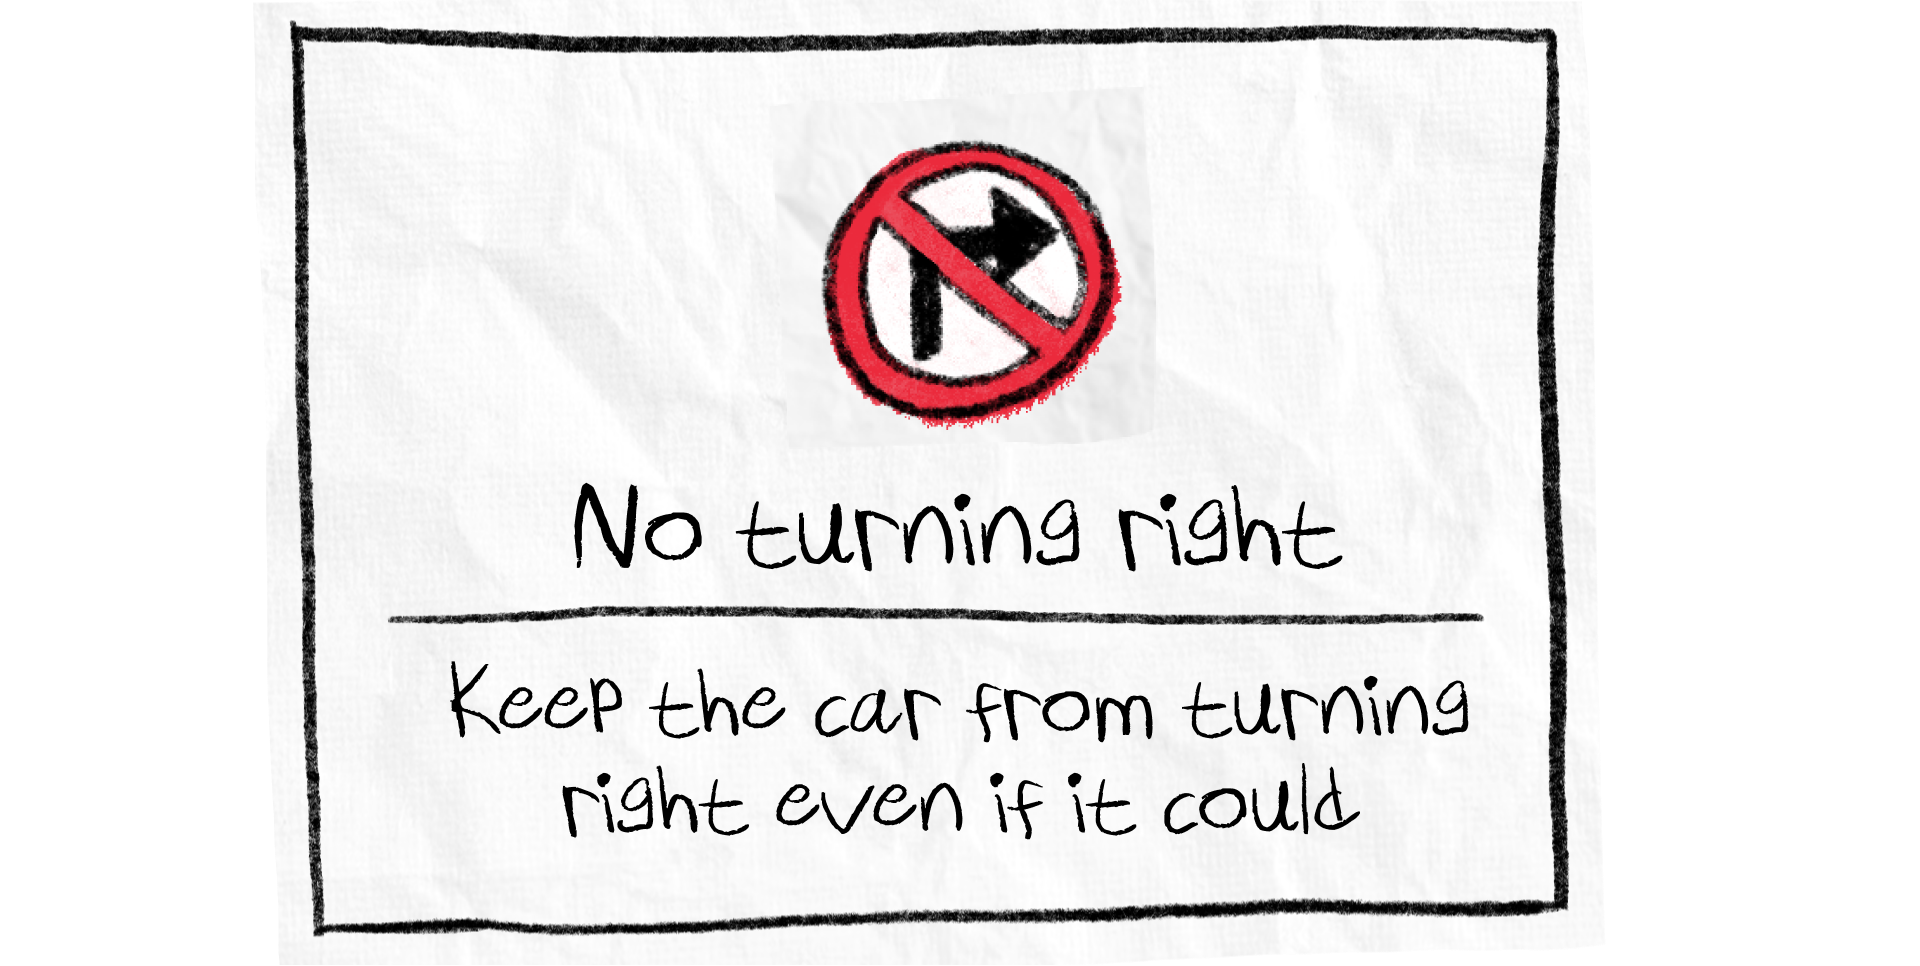 No turning right
Keep the car from turning
right even if it could